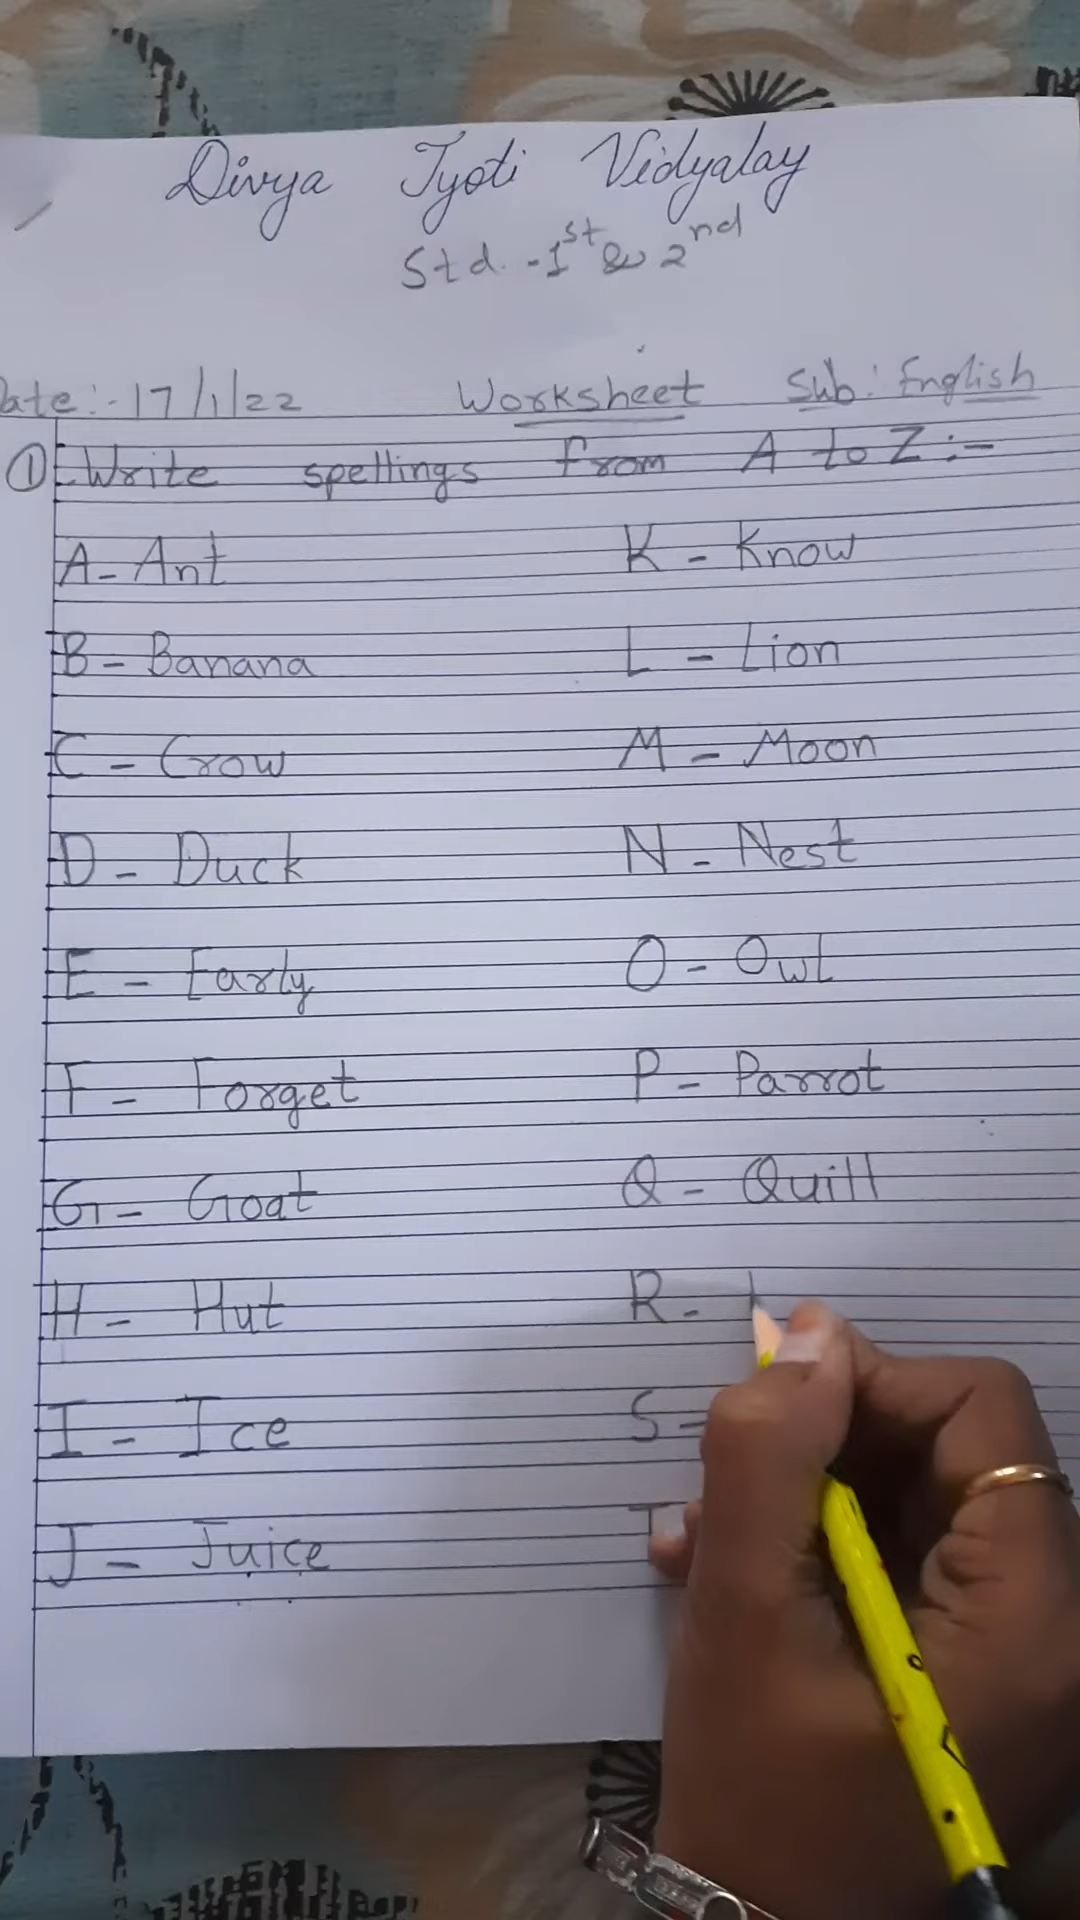 Divya Jyoti Vidyalay
Std. - 1st & 2nd
Date:- 17/1/22 Worksheet Sub: English
① Write spellings from A to Z :-
A - Ant K - Know
B - Banana L - Lion
C - Crow M - Moon
D - Duck N - Nest
E - Early O - Owl
F - Forget P - Parrot
G - Goat Q - Quill
H - Hut R -
I - Ice S -
J - Juice T